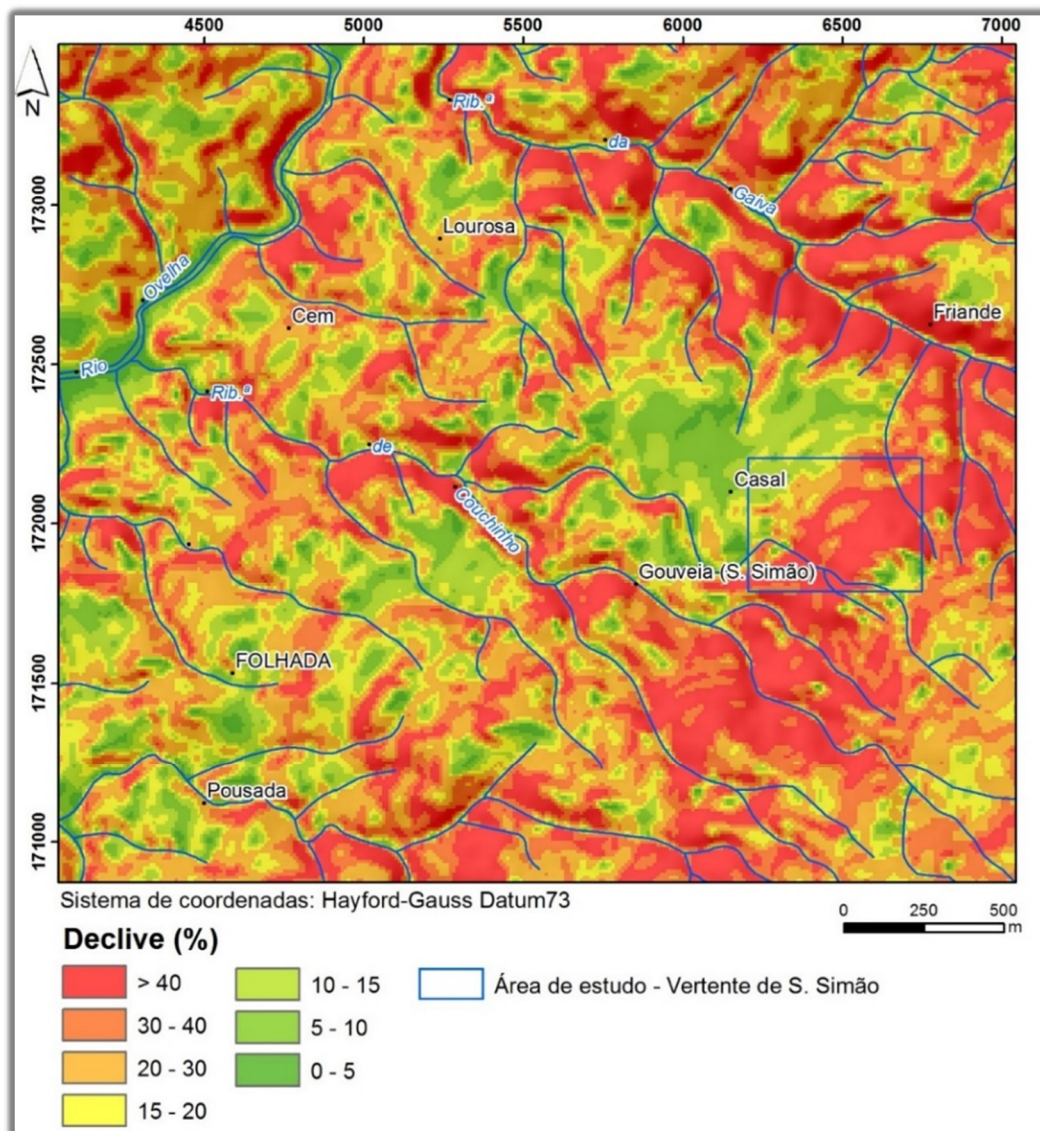 4500 5000 5500 6000 6500 7000
N
173000
172500
172000
171500
171000
Rib.ª
da
Gaiva
Lourosa
Ovelha
Cem
Friande
Rio
Rib.ª
de
Couchinho
Casal
Gouveia (S. Simão)
FOLHADA
Pousada
Sistema de coordenadas: Hayford-Gauss Datum73
0 250 500
m
Declive (%)
> 40
30 - 40
20 - 30
15 - 20
10 - 15
5 - 10
0 - 5
Área de estudo - Vertente de S. Simão